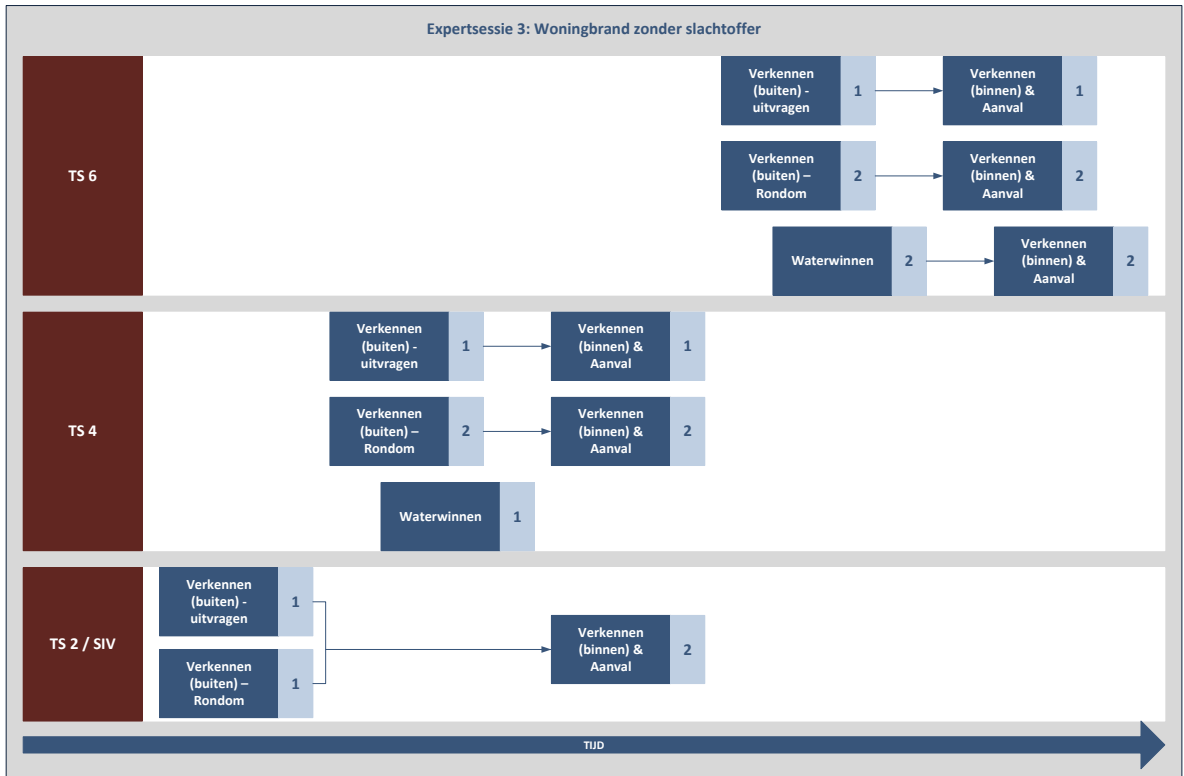 Expertsessie 3: Woningbrand zonder slachtoffer
TS 6
Verkennen
(buiten) -
uitvragen
1
Verkennen
(binnen) &
Aanval
1
Verkennen
(buiten) –
Rondom
2
Verkennen
(binnen) &
Aanval
2
Waterwinnen
2
Verkennen
(binnen) &
Aanval
2
TS 4
Verkennen
(buiten) -
uitvragen
1
Verkennen
(binnen) &
Aanval
1
Verkennen
(buiten) –
Rondom
2
Verkennen
(binnen) &
Aanval
2
Waterwinnen
1
TS 2 / SIV
Verkennen
(buiten) -
uitvragen
1
Verkennen
(buiten) –
Rondom
1
Verkennen
(binnen) &
Aanval
2
TIJD